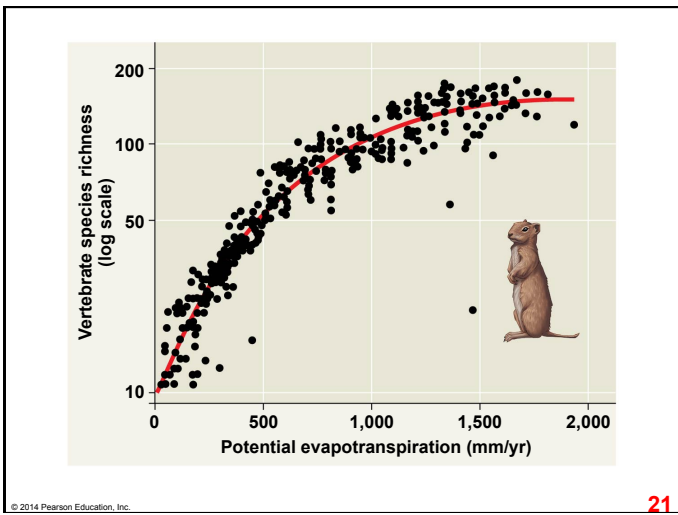 200
100
50
10
Vertebrate species richness
(log scale)
0 500 1,000 1,500 2,000
Potential evapotranspiration (mm/yr)
© 2014 Pearson Education, Inc.
21